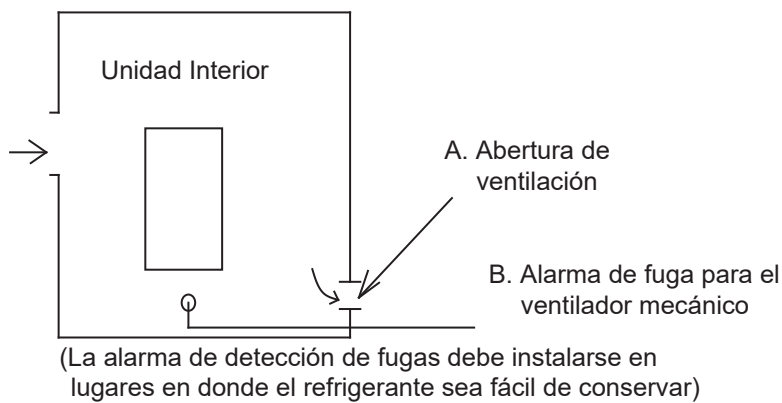 Unidad Interior
A. Abertura de
ventilación
B. Alarma de fuga para el
ventilador mecánico
(La alarma de detección de fugas debe instalarse en
lugares en donde el refrigerante sea fácil de conservar)